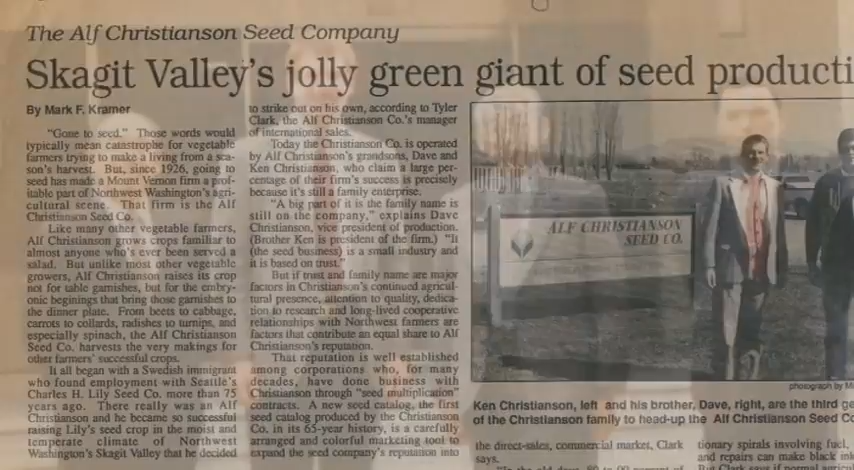 The Alf Christianson Seed Company
Skagit Valley's jolly green giant of seed producti
By Mark F. Kramer
"Gone to seed." Those words would
typically mean catastrophe for vegetable
farmers trying to make a living from a sea-
son's harvest. But, since 1926, going to
seed has made a Mount Vernon firm a prof-
itable part of Northwest Washington's agri-
cultural scene. That firm is the Alf
Christianson Seed Co.
Like many other vegetable farmers,
Alf Christianson grows crops familiar to
almost anyone who's ever been served a
salad. But unlike most other vegetable
growers, Alf Christianson raises its crop
not for table garnishes, but for the embry-
onic beginings that bring those garnishes to
the dinner plate. From beets to cabbage,
carrots to collards, radishes to turnips, and
especially spinach, the Alf Christianson
Seed Co. harvests the very makings for
other farmers' successful crops.
It all began with a Swedish immigrant
who found employment with Seattle's
Charles H. Lily Seed Co. more than 75
years ago. There really was an Alf
Christianson and he became so successful
raising Lily's seed crop in the moist and
temperate climate of Northwest
Washington's Skagit Valley that he decided
to strike out on his own, according to Tyler
Clark, the Alf Christianson Co.'s manager
of international sales.
Today the Christianson Co. is operated
by Alf Christianson's grandsons, Dave and
Ken Christianson, who claim a large per-
centage of their firm's success is precisely
because it's still a family enterprise.
"A big part of it is the family name is
still on the company," explains Dave
Christianson, vice president of production.
(Brother Ken is president of the firm.) "It
(the seed business) is a small industry and
it is based on trust."
But if trust and family name are major
factors in Christianson's continued agricul-
tural presence, attention to quality, dedica-
tion to research and long-lived cooperative
relationships with Northwest farmers are
factors that contribute an equal share to Alf
Christianson's reputation.
That reputation is well established
among corporations who, for many
decades, have done business with
Christianson through "seed multiplication"
contracts. A new seed catalog, the first
seed catalog produced by the Christianson
Co. in its 65-year history, is a carefully
arranged and colorful marketing tool to
expand the seed company's reputation into
ALF CHRISTIANSON
SEED CO.
photograph by M
Ken Christianson, left and his brother, Dave, right, are the third ge
of the Christianson family to head-up the Alf Christianson Seed Co
the direct-sales, commercial market, Clark
says.
tionary spirals involving fuel,
and repairs can make black ink